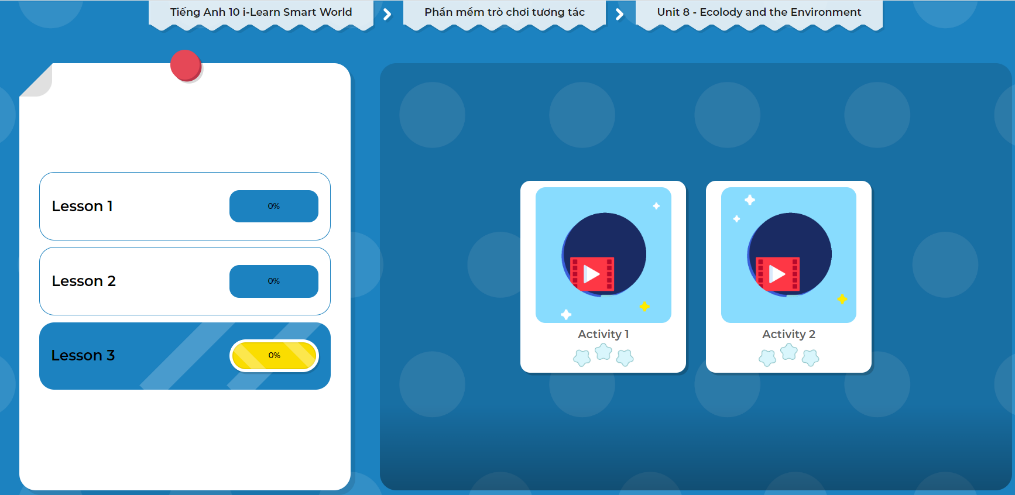 Tiếng Anh 10 i-Learn Smart World
Phần mềm trò chơi tương tác
Unit 8 - Ecolody and the Environment
Lesson 1
0%
Lesson 2
0%
Lesson 3
0%
Activity 1
Activity 2